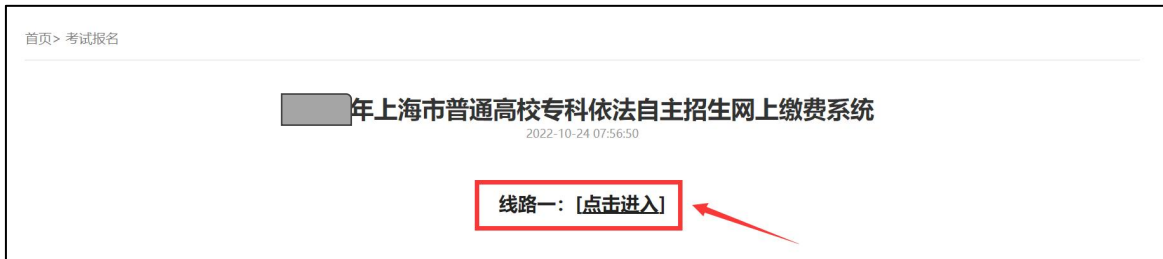 首页> 考试报名
年上海市普通高校专科依法自主招生网上缴费系统
2022-10-24 07:56:50
线路一：[点击进入]